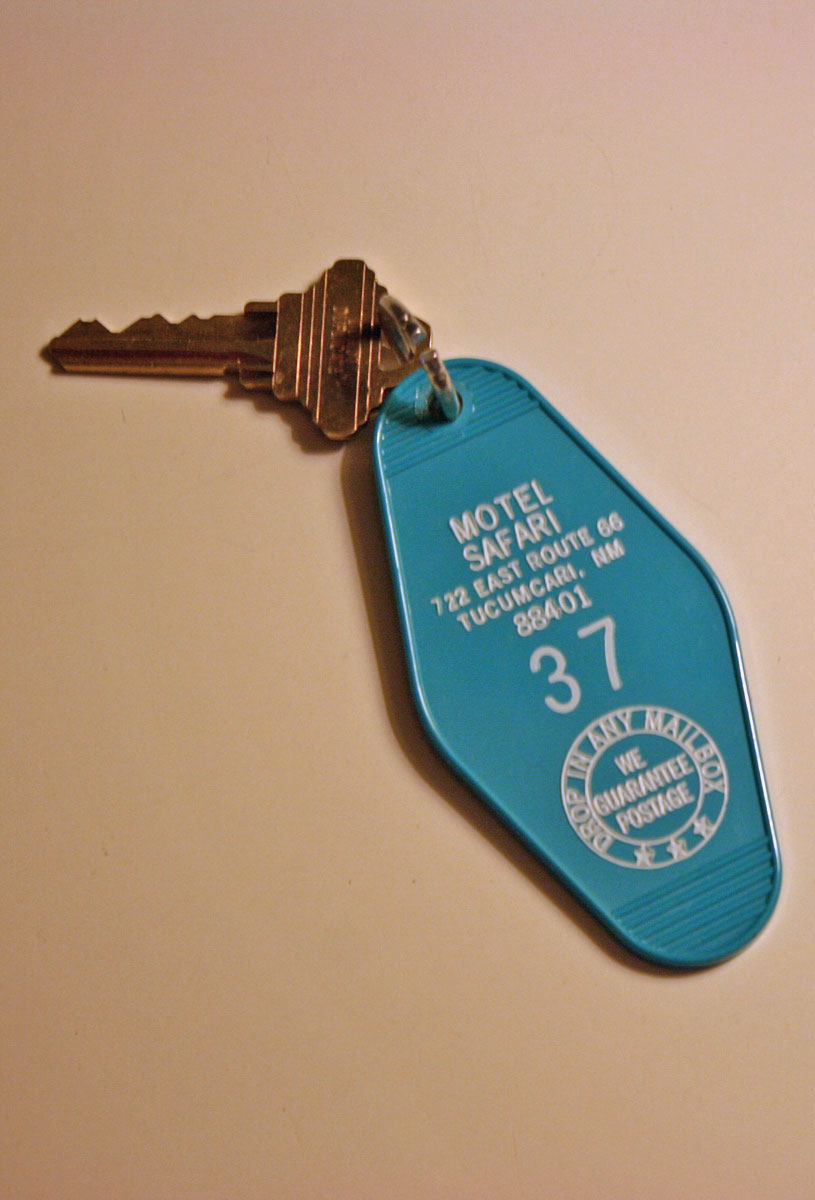 MOTEL
SAFARI
722 EAST ROUTE 66
TUCUMCARI, NM
88401
37
DROP IN ANY MAILBOX
WE
GUARANTEE
POSTAGE